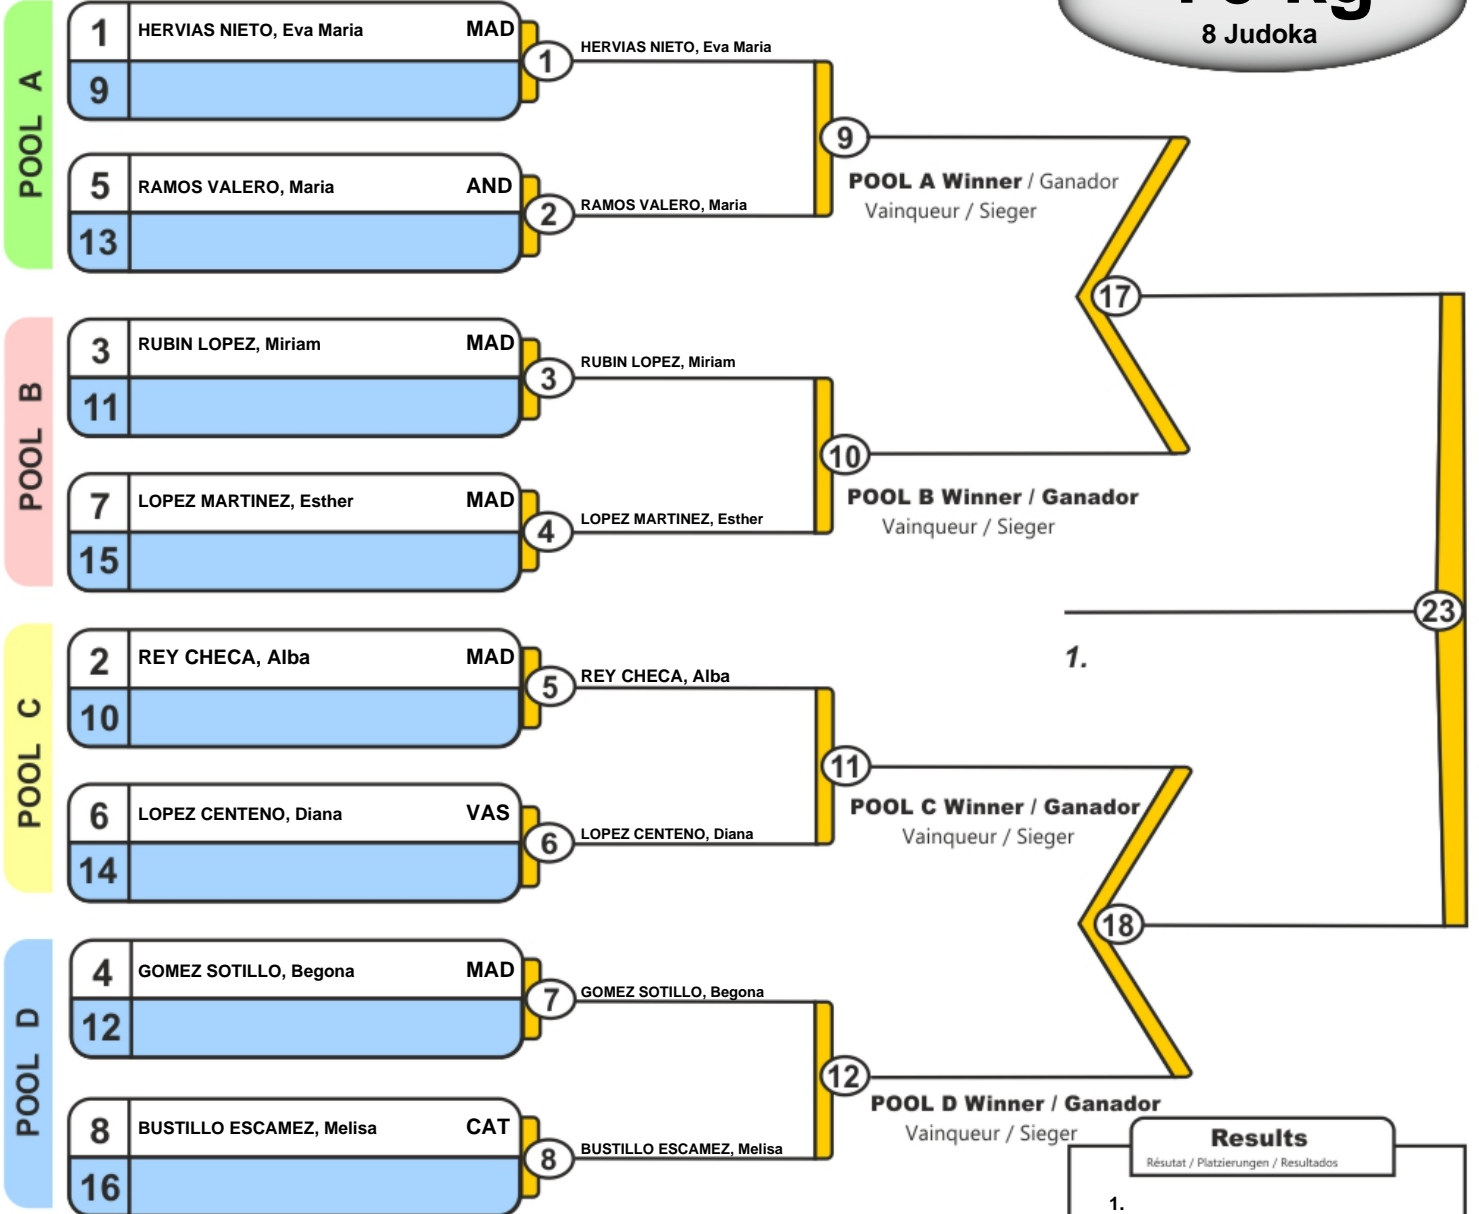 kg
8 Judoka
POOL A
1 HERVIAS NIETO, Eva Maria MAD
9
1
HERVIAS NIETO, Eva Maria
5 RAMOS VALERO, Maria AND
13
2
RAMOS VALERO, Maria
9
POOL A Winner / Ganador
Vainqueur / Sieger
17
POOL B
3 RUBIN LOPEZ, Miriam MAD
11
3
RUBIN LOPEZ, Miriam
7 LOPEZ MARTINEZ, Esther MAD
15
4
LOPEZ MARTINEZ, Esther
10
POOL B Winner / Ganador
Vainqueur / Sieger
23
1.
POOL C
2 REY CHECA, Alba MAD
10
5
REY CHECA, Alba
6 LOPEZ CENTENO, Diana VAS
14
6
LOPEZ CENTENO, Diana
11
POOL C Winner / Ganador
Vainqueur / Sieger
18
POOL D
4 GOMEZ SOTILLO, Begona MAD
12
7
GOMEZ SOTILLO, Begona
8 BUSTILLO ESCAMEZ, Melisa CAT
16
8
BUSTILLO ESCAMEZ, Melisa
12
POOL D Winner / Ganador
Vainqueur / Sieger
Results
Résutat / Platzierungen / Resultados
1.